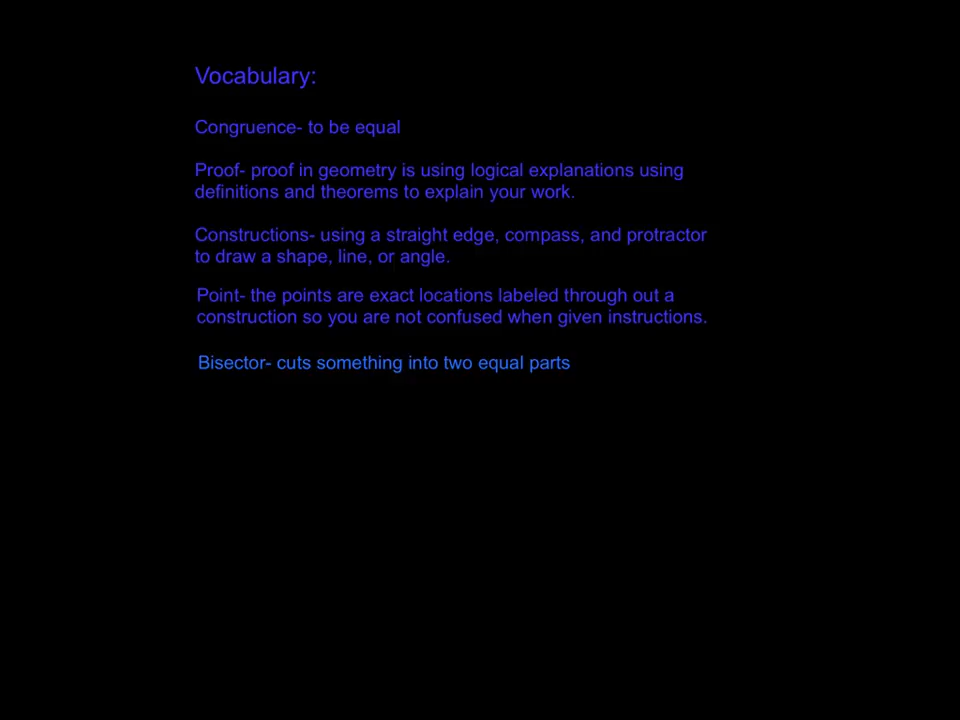 Vocabulary:
Congruence- to be equal
Proof- proof in geometry is using logical explanations using
definitions and theorems to explain your work.
Constructions- using a straight edge, compass, and protractor
to draw a shape, line, or angle.
Point- the points are exact locations labeled through out a
construction so you are not confused when given instructions.
Bisector- cuts something into two equal parts